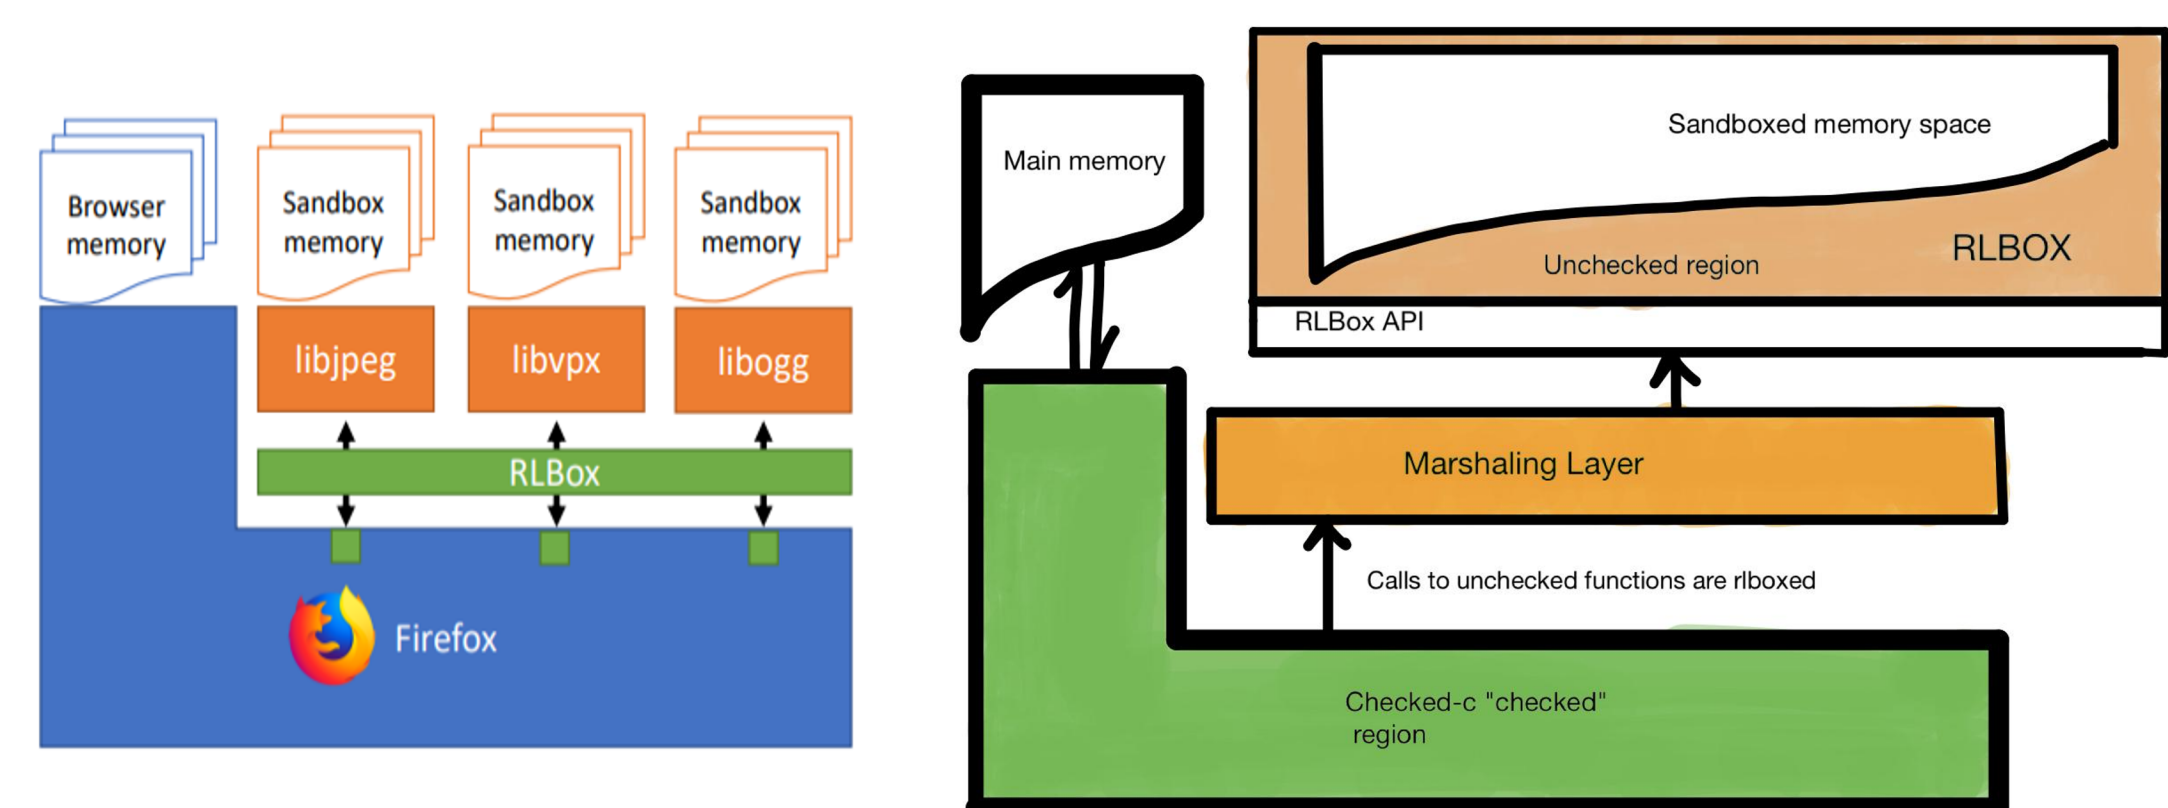 Browser
memory
Sandbox
memory
Sandbox
memory
Sandbox
memory
libjpeg
libvpx
libogg
RLBox
Firefox
Main memory
Sandboxed memory space
Unchecked region
RLBOX
RLBox API
Marshaling Layer
Calls to unchecked functions are rlboxed
Checked-c "checked"
region